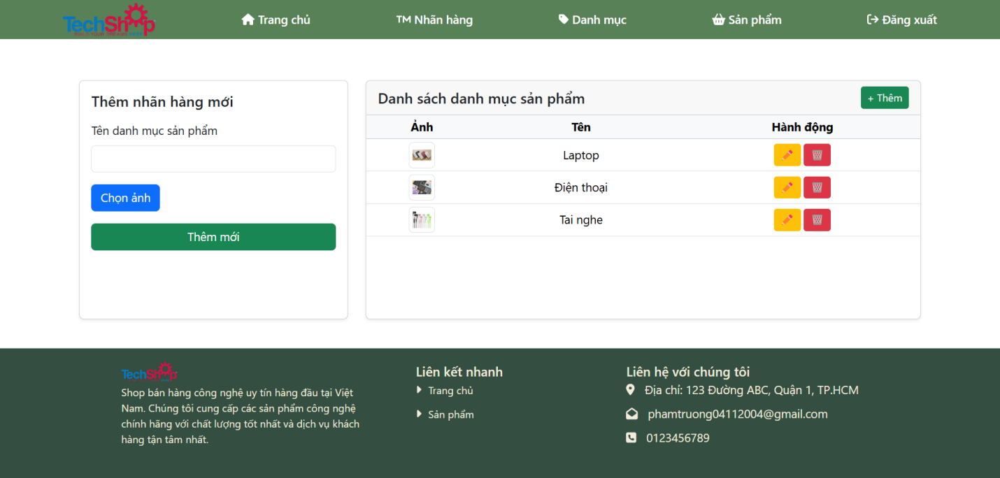 TechShop
Trang chủ
TM Nhãn hàng
Danh mục
Sản phẩm
Đăng xuất
Thêm nhãn hàng mới
Tên danh mục sản phẩm
Chọn ảnh
Thêm mới
Danh sách danh mục sản phẩm
+ Thêm
Ảnh Tên Hành động
Laptop
Điện thoại
Tai nghe
TechShop
Shop bán hàng công nghệ uy tín hàng đầu tại Việt
Nam. Chúng tôi cung cấp các sản phẩm công nghệ
chính hãng với chất lượng tốt nhất và dịch vụ khách
hàng tận tâm nhất.
Liên kết nhanh
Trang chủ
Sản phẩm
Liên hệ với chúng tôi
Địa chỉ: 123 Đường ABC, Quận 1, TP.HCM
phamtruong04112004@gmail.com
0123456789